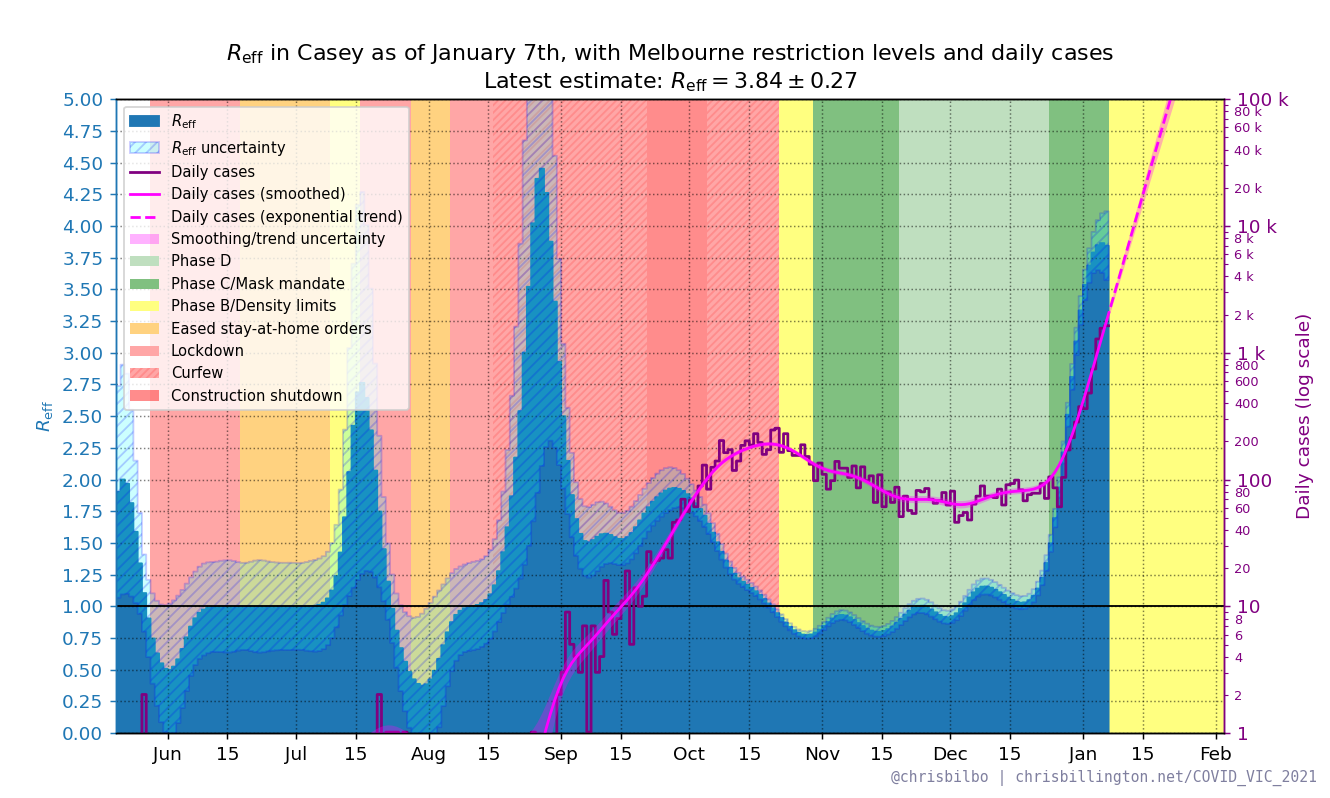 Reff in Casey as of January 7th, with Melbourne restriction levels and daily cases
Latest estimate: Reff = 3.84 ± 0.27
5.00
4.75
4.50
4.25
4.00
3.75
3.50
3.25
3.00
2.75
2.50
2.25
2.00
1.75
1.50
1.25
1.00
0.75
0.50
0.25
0.00
Reff
Reff
Reff uncertainty
Daily cases
Daily cases (smoothed)
Daily cases (exponential trend)
Smoothing/trend uncertainty
Phase D
Phase C/Mask mandate
Phase B/Density limits
Eased stay-at-home orders
Lockdown
Curfew
Construction shutdown
100 k
80 k
60 k
40 k
20 k
10 k
8 k
6 k
4 k
2 k
1 k
800
600
400
200
100
80
60
40
20
10
8
6
4
2
1
Daily cases (log scale)
Jun 15 Jul 15 Aug 15 Sep 15 Oct 15 Nov 15 Dec 15 Jan 15 Feb
@chrisbilbo | chrisbillington.net/COVID_VIC_2021